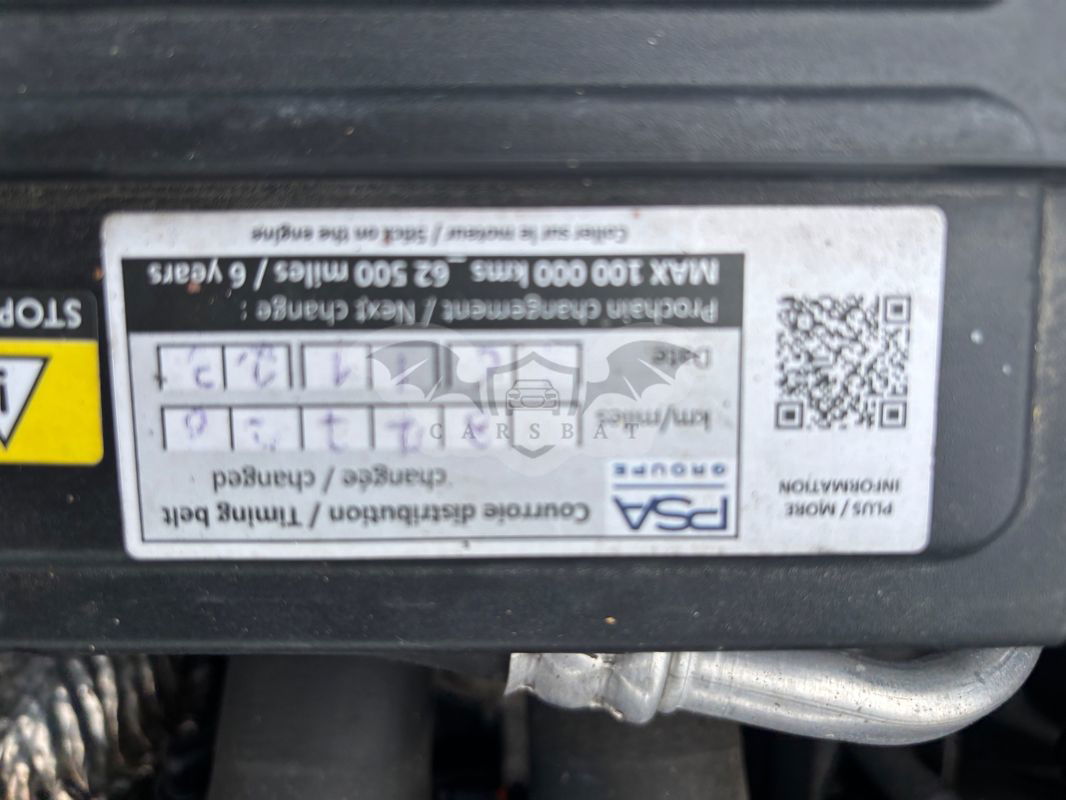 PLUS / MORE
INFORMATION
PSA
GROUPE
Courroie distribution / Timing belt
changée / changed
km/miles
Date
Prochain changement / Next change :
MAX 100 000 kms _ 62 500 miles / 6 years
Coller sur le moteur / Stick on the engine
STOP
CARSBAT